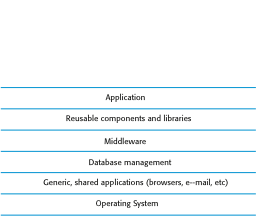 Application
Reusable components and libraries
Middleware
Database management
Generic, shared applications (browsers, e--mail, etc)
Operating System